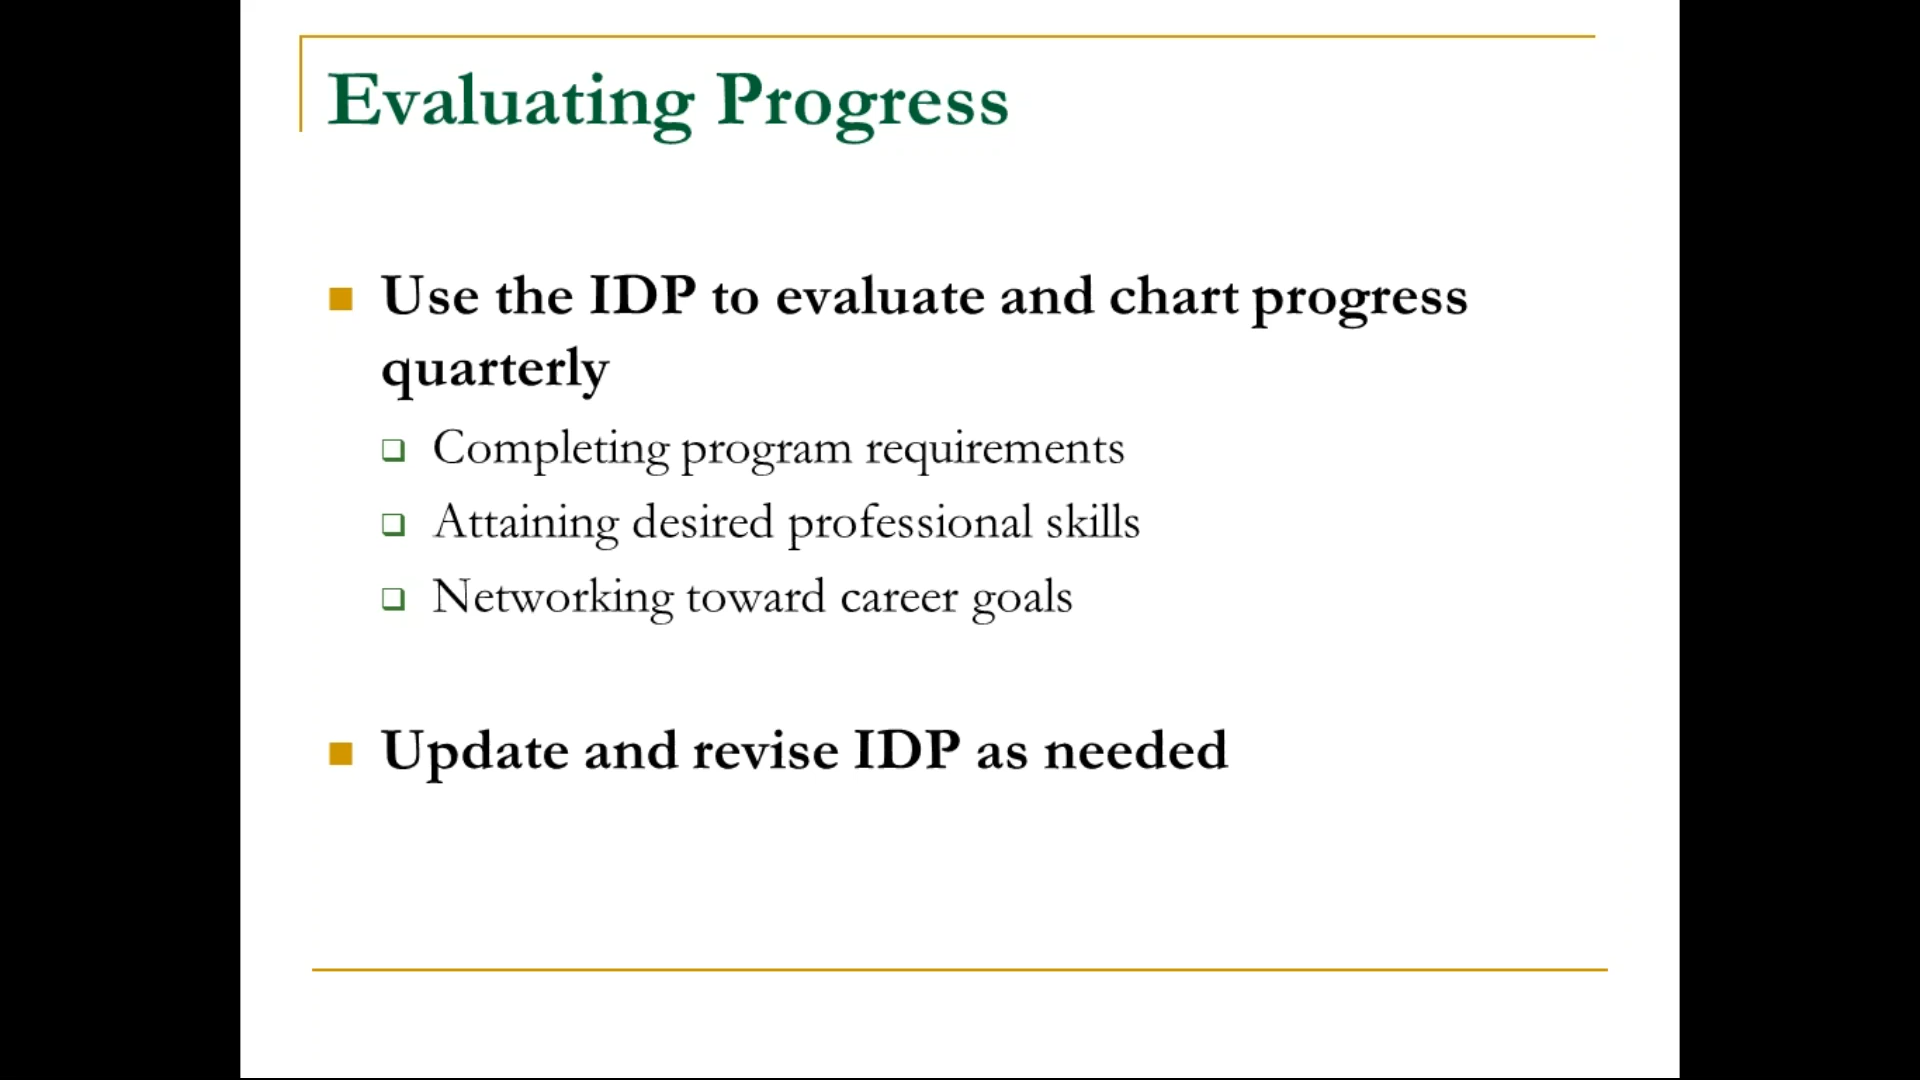 Evaluating Progress
Use the IDP to evaluate and chart progress
quarterly
Completing program requirements
Attaining desired professional skills
Networking toward career goals
Update and revise IDP as needed